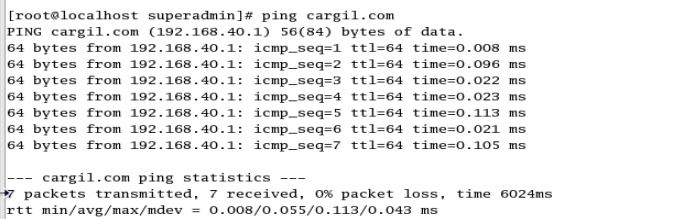 [root@localhost superadmin]# ping cargil.com
PING cargil.com (192.168.40.1) 56(84) bytes of data.
64 bytes from 192.168.40.1: icmp_seq=1 ttl=64 time=0.008 ms
64 bytes from 192.168.40.1: icmp_seq=2 ttl=64 time=0.096 ms
64 bytes from 192.168.40.1: icmp_seq=3 ttl=64 time=0.022 ms
64 bytes from 192.168.40.1: icmp_seq=4 ttl=64 time=0.023 ms
64 bytes from 192.168.40.1: icmp_seq=5 ttl=64 time=0.113 ms
64 bytes from 192.168.40.1: icmp_seq=6 ttl=64 time=0.021 ms
64 bytes from 192.168.40.1: icmp_seq=7 ttl=64 time=0.105 ms
--- cargil.com ping statistics ---
7 packets transmitted, 7 received, 0% packet loss, time 6024ms
rtt min/avg/max/mdev = 0.008/0.055/0.113/0.043 ms